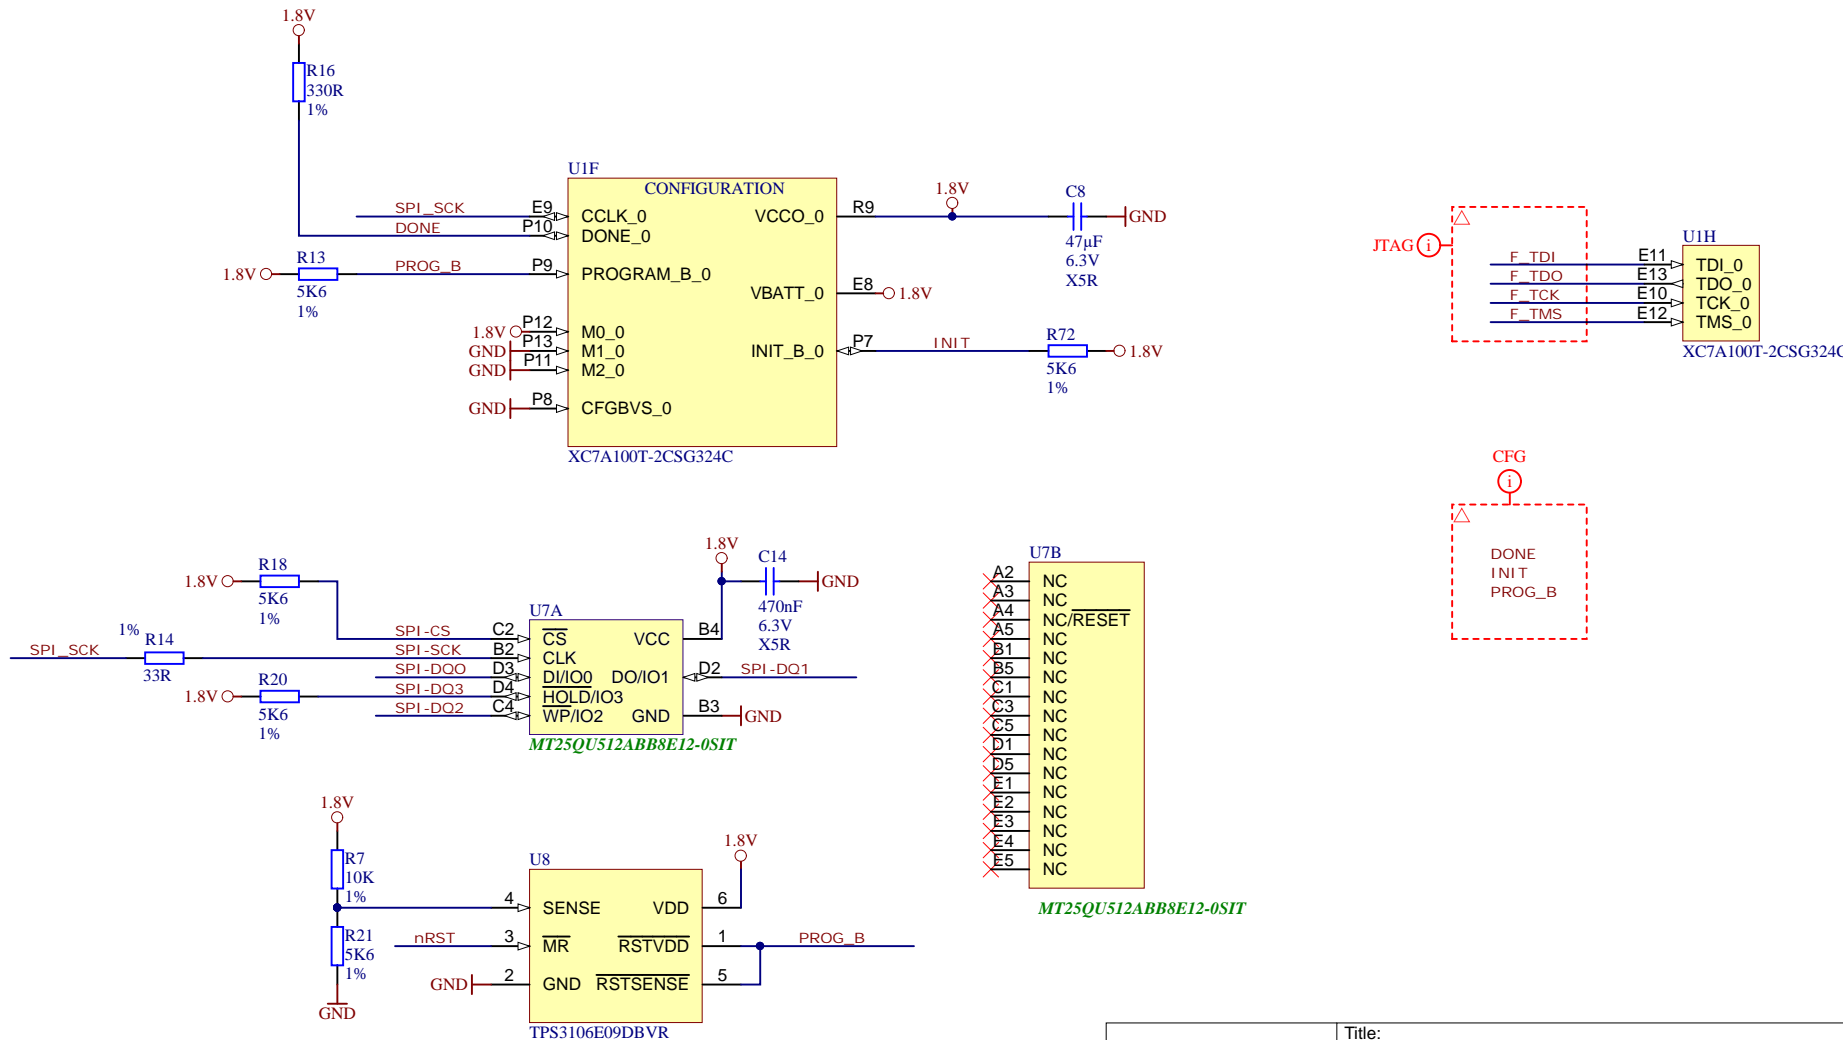 1.8V
R16
330R
1%
U1F
CONFIGURATION
SPI_SCK
E9
CCLK_0
DONE
P10
DONE_0
1.8V
R13
5K6
1%
PROG_B
P9
PROGRAM_B_0
1.8V
P12
M0_0
GND
P13
M1_0
GND
P11
M2_0
GND
P8
CFGBVS_0
VCCO_0
R9
1.8V
C8
47µF
6.3V
X5R
GND
VBATT_0
E8
1.8V
INIT_B_0
P7
INIT
R72
5K6
1%
1.8V
XC7A100T-2CSG324C
JTAG
i
U1H
F_TDI
E11
TDI_0
F_TDO
E13
TDO_0
F_TCK
E10
TCK_0
F_TMS
E12
TMS_0
XC7A100T-2CSG324C
CFG
i
DONE
INIT
PROG_B
1.8V
R18
5K6
1%
SPI_SCK
1%
R14
33R
1.8V
R20
5K6
1%
U7A
SPI-CS
C2
CS
SPI-SCK
B2
CLK
SPI-DQ0
D3
DI/IO0
SPI-DQ3
D4
HOLD/IO3
SPI-DQ2
C4
WP/IO2
VCC
B4
1.8V
C14
470nF
6.3V
X5R
GND
DO/IO1
D2
SPI-DQ1
GND
B3
GND
MT25QU512ABB8E12-0SIT
U7B
A2 NC
A3 NC
A4 NC/RESET
A5 NC
B1 NC
B5 NC
C1 NC
C3 NC
C5 NC
D1 NC
D5 NC
E1 NC
E2 NC
E3 NC
E4 NC
E5 NC
MT25QU512ABB8E12-0SIT
1.8V
R7
10K
1%
R21
5K6
1%
GND
U8
4
SENSE
nRST
3
MR
GND
2
GND
VDD
6
1.8V
RSTVDD
1
PROG_B
RSTSENSE
5
TPS3106E09DBVR
Title: